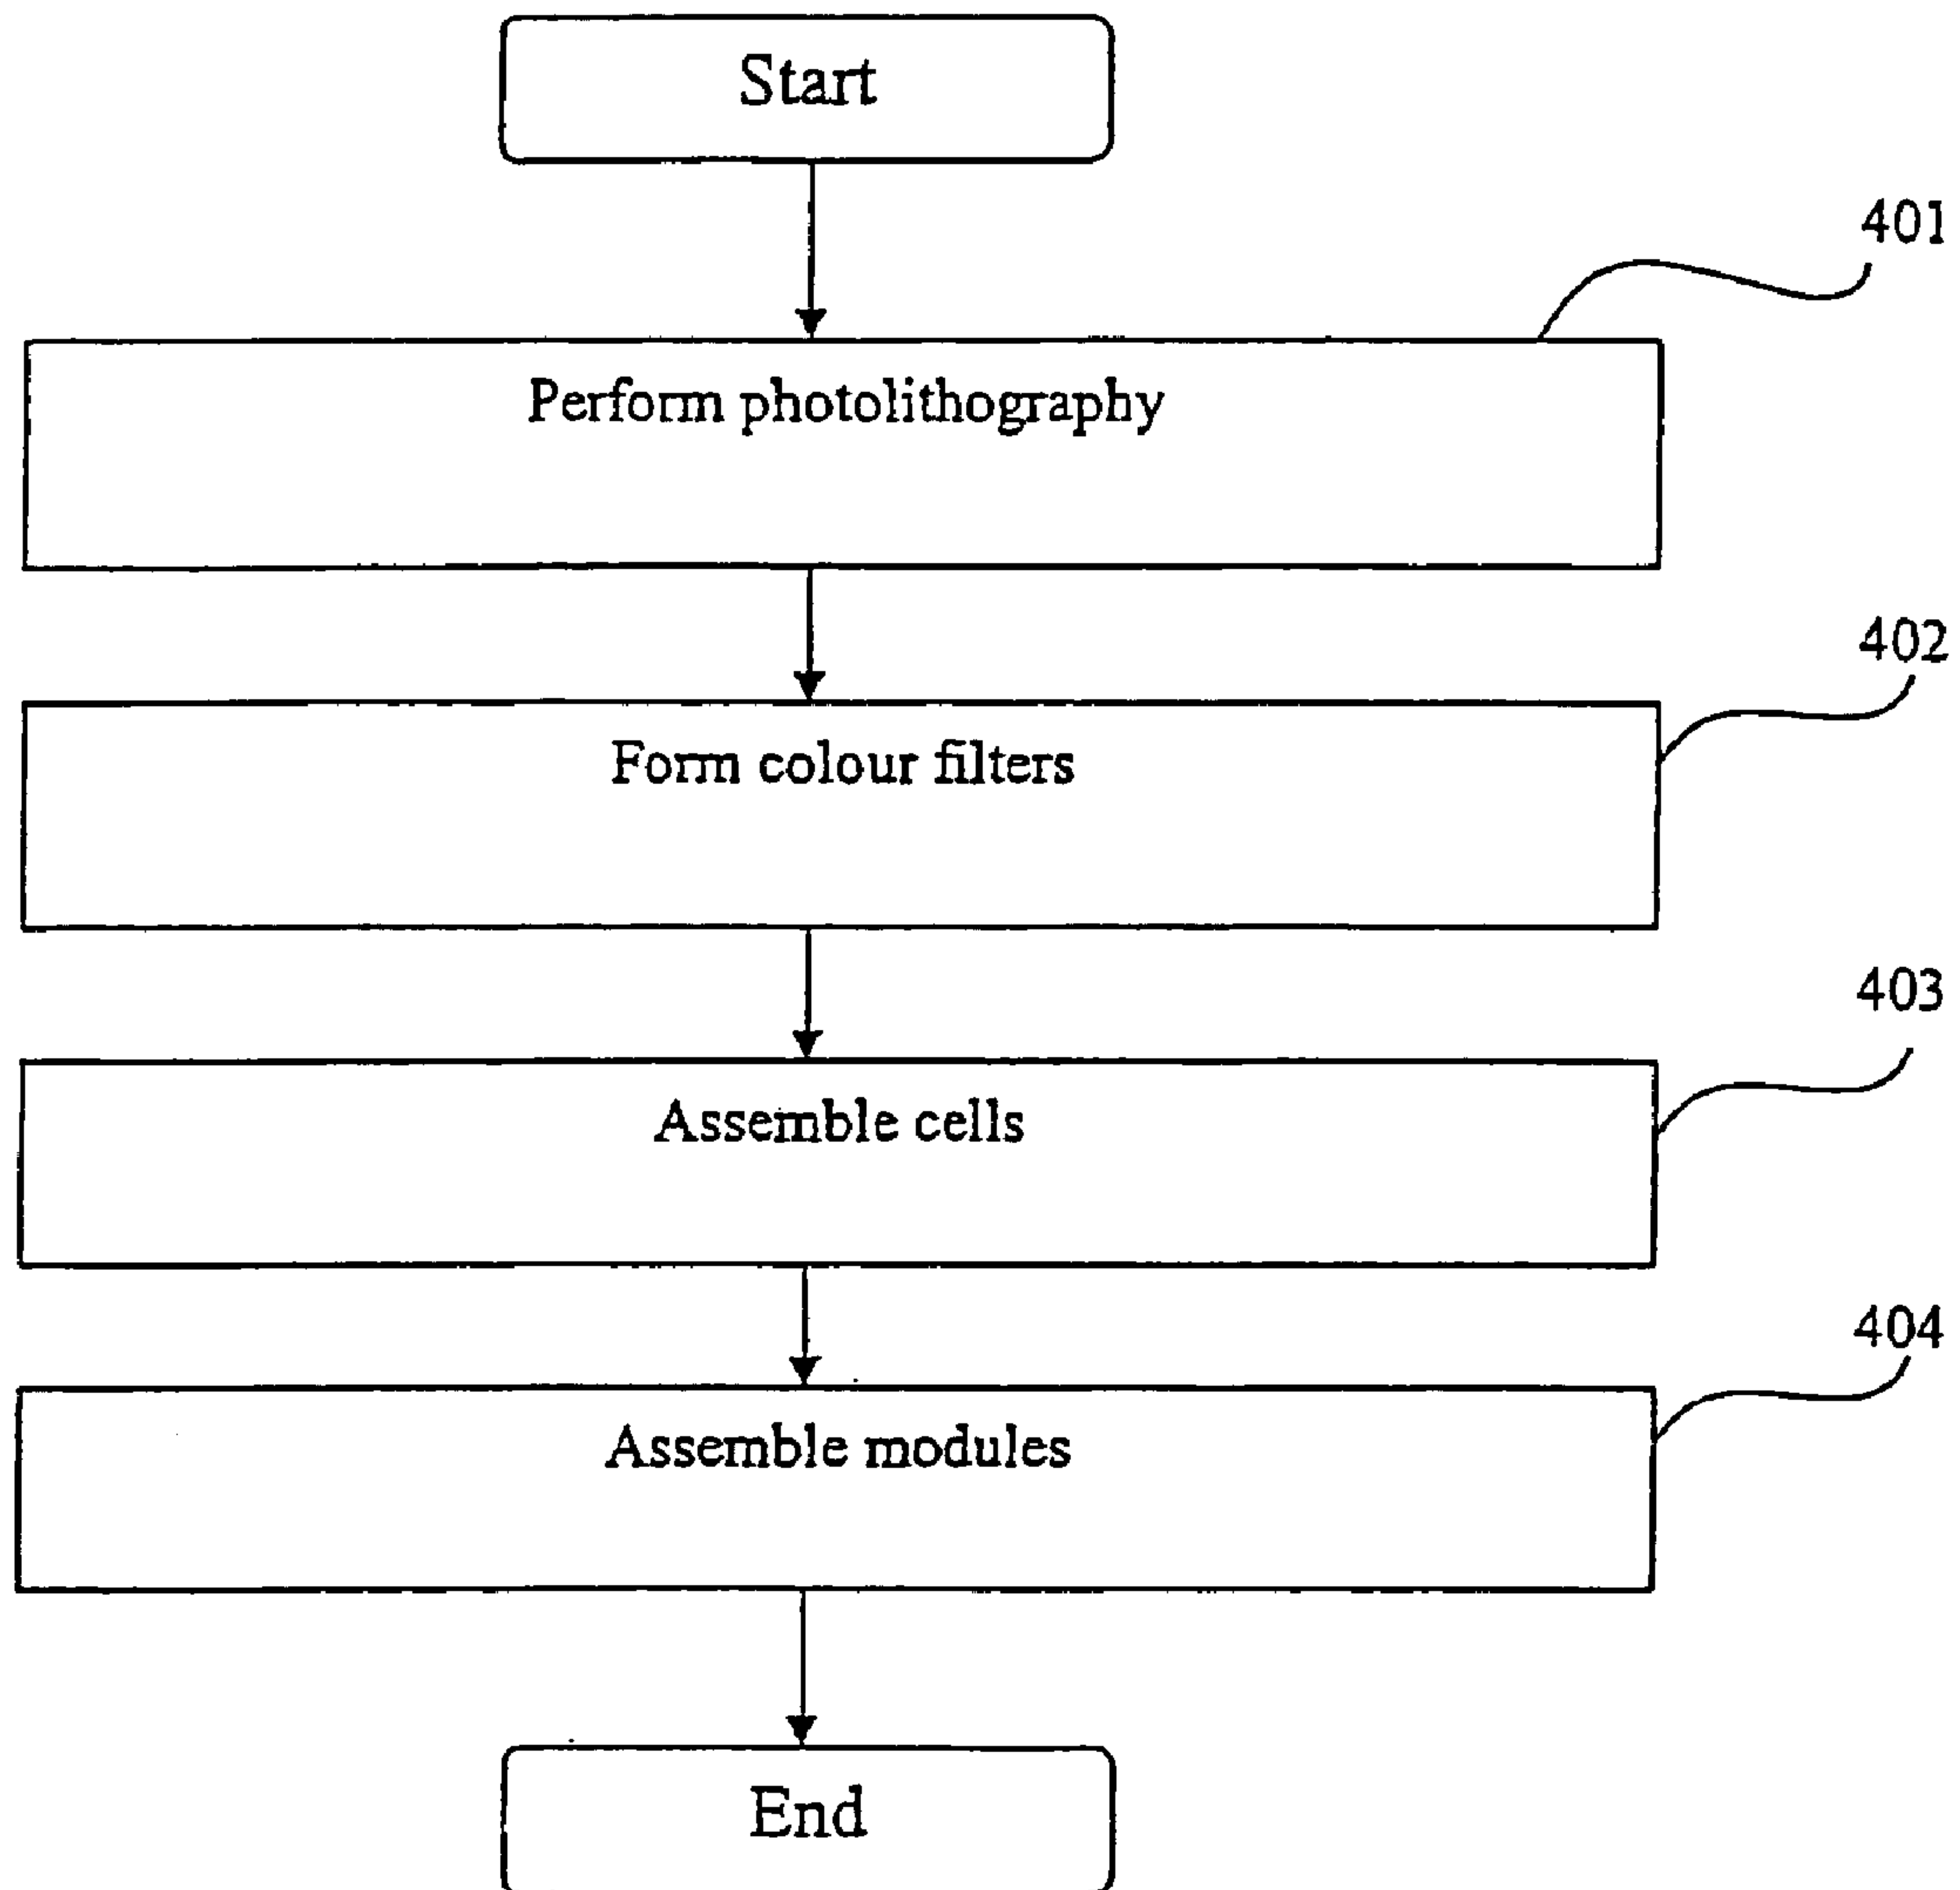 Start
401
Perform photolithography
402
Form colour filters
403
Assemble cells
404
Assemble modules
End